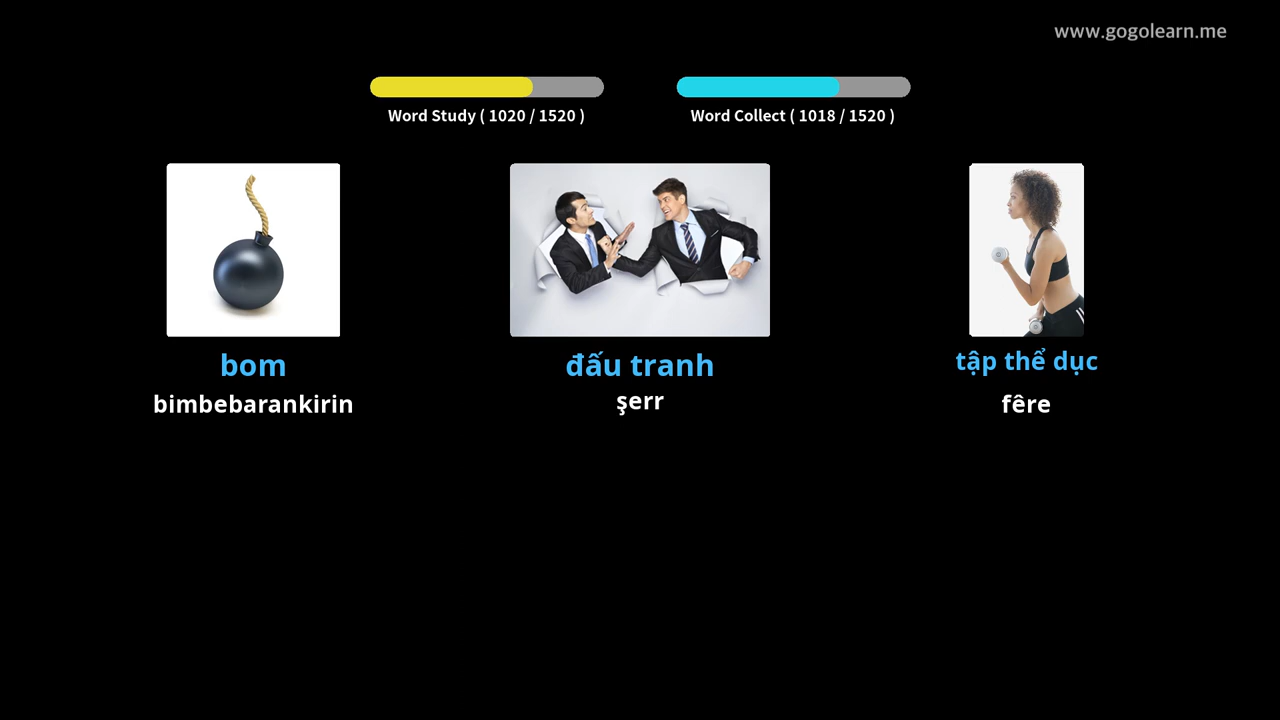 www.gogolearn.me
Word Study ( 1020 / 1520 )
Word Collect ( 1018 / 1520 )
bom
bimbebarankirin
đấu tranh
şerr
tập thể dục
fêre